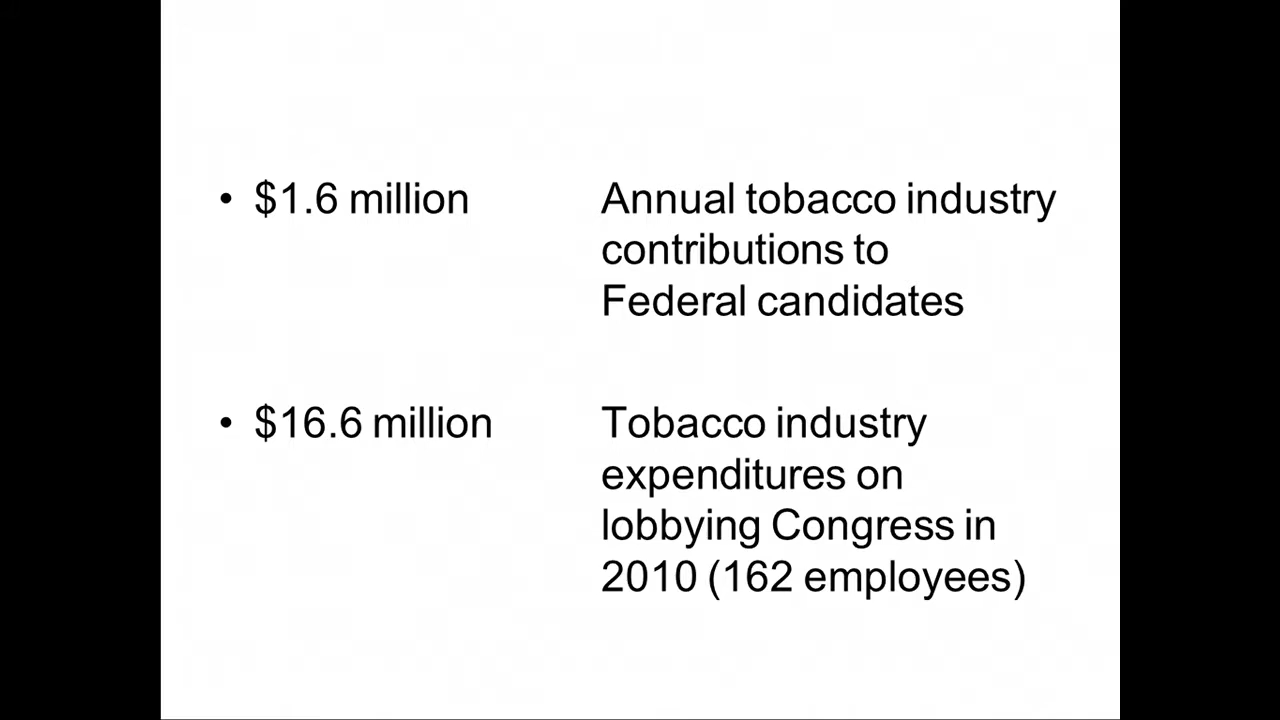 • $1.6 million Annual tobacco industry
contributions to
Federal candidates
• $16.6 million Tobacco industry
expenditures on
lobbying Congress in
2010 (162 employees)